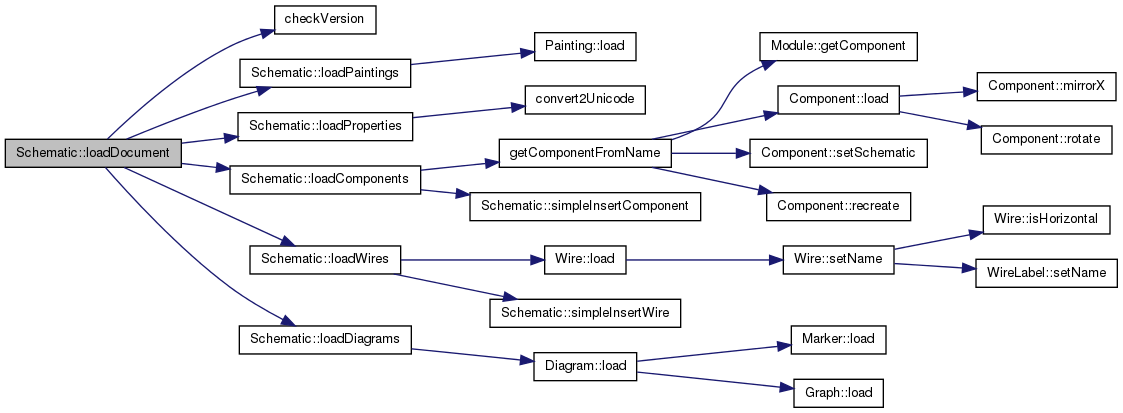 checkVersion
Schematic::loadPaintings
Painting::load
Module::getComponent
Component::mirrorX
Schematic::loadProperties
convert2Unicode
Component::load
Component::rotate
Schematic::loadDocument
getComponentFromName
Component::setSchematic
Schematic::loadComponents
Schematic::simpleInsertComponent
Component::recreate
Wire::isHorizontal
Schematic::loadWires
Wire::load
Wire::setName
WireLabel::setName
Schematic::simpleInsertWire
Schematic::loadDiagrams
Diagram::load
Marker::load
Graph::load